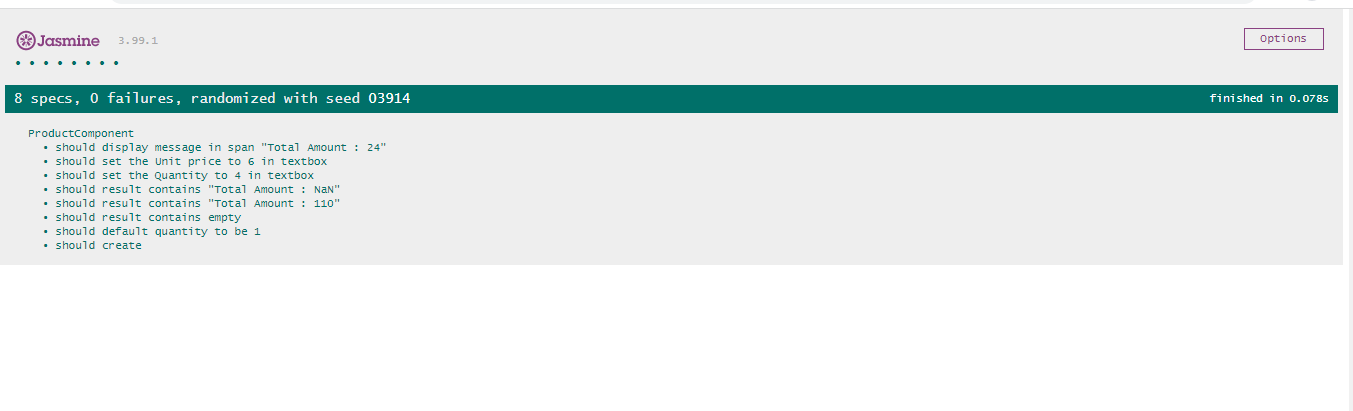 Jasmine 3.99.1 Options
• • • • • • • •
8 specs, 0 failures, randomized with seed 03914 finished in 0.078s
ProductComponent
• should display message in span "Total Amount : 24"
• should set the Unit price to 6 in textbox
• should set the Quantity to 4 in textbox
• should result contains "Total Amount : NaN"
• should result contains "Total Amount : 110"
• should result contains empty
• should default quantity to be 1
• should create